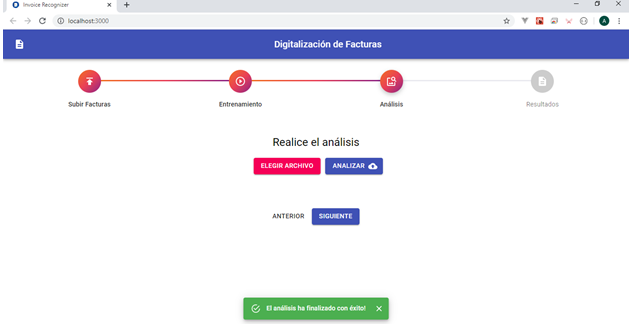 Invoice Recognizer
localhost:3000
A
Digitalización de Facturas
Subir Facturas
Entrenamiento
Análisis
Resultados
Realice el análisis
ELEGIR ARCHIVO
ANALIZAR
ANTERIOR
SIGUIENTE
El análisis ha finalizado con éxito!